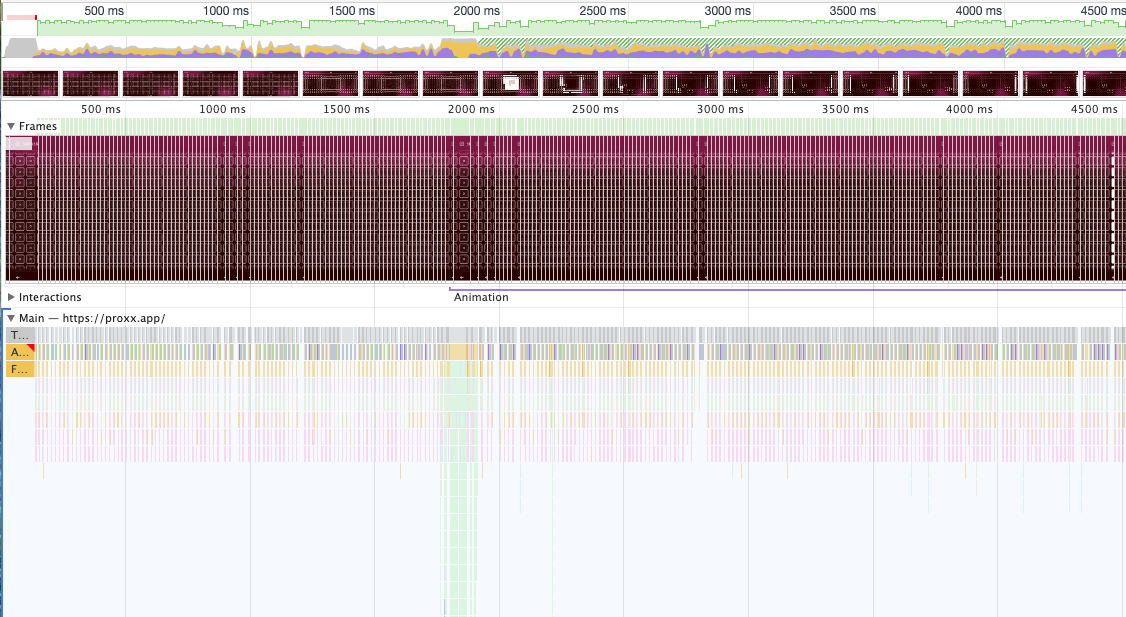 500 ms 1000 ms 1500 ms 2000 ms 2500 ms 3000 ms 3500 ms 4000 ms 4500 ms
500 ms 1000 ms 1500 ms 2000 ms 2500 ms 3000 ms 3500 ms 4000 ms 4500 ms
Frames
Interactions
Animation
Main — https://proxx.app/
T...
A...
F...